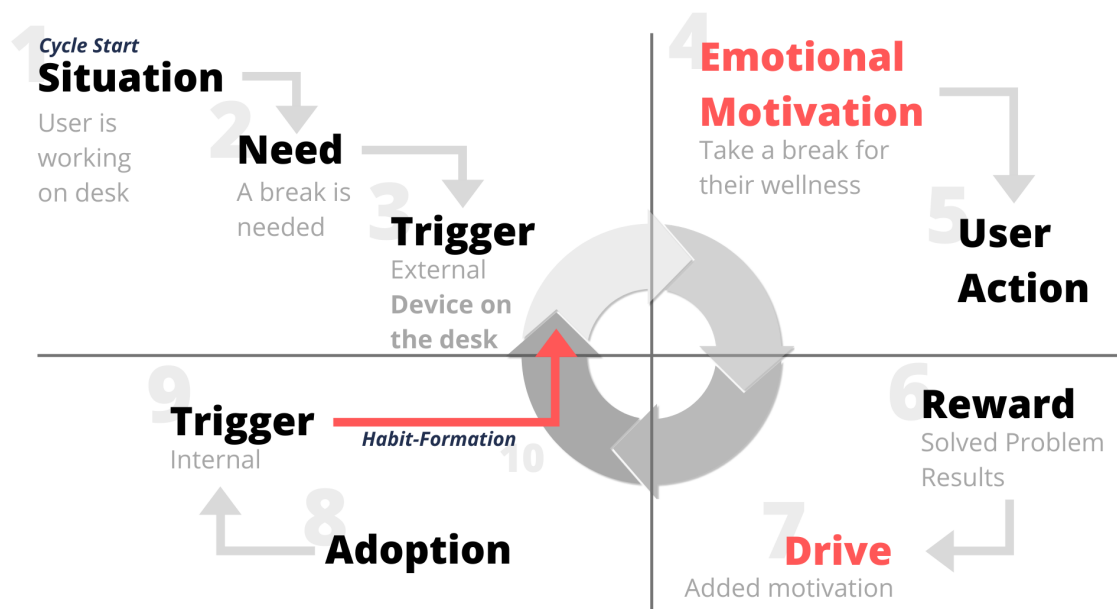 1
Cycle Start
Situation
User is
working
on desk
2
Need
A break is
needed
3
Trigger
External
Device on
the desk
4
Emotional
Motivation
Take a break for
their wellness
5
User
Action
6
Reward
Solved Problem
Results
7
Drive
Added motivation
8
Adoption
9
Trigger
Internal
Habit-Formation
10